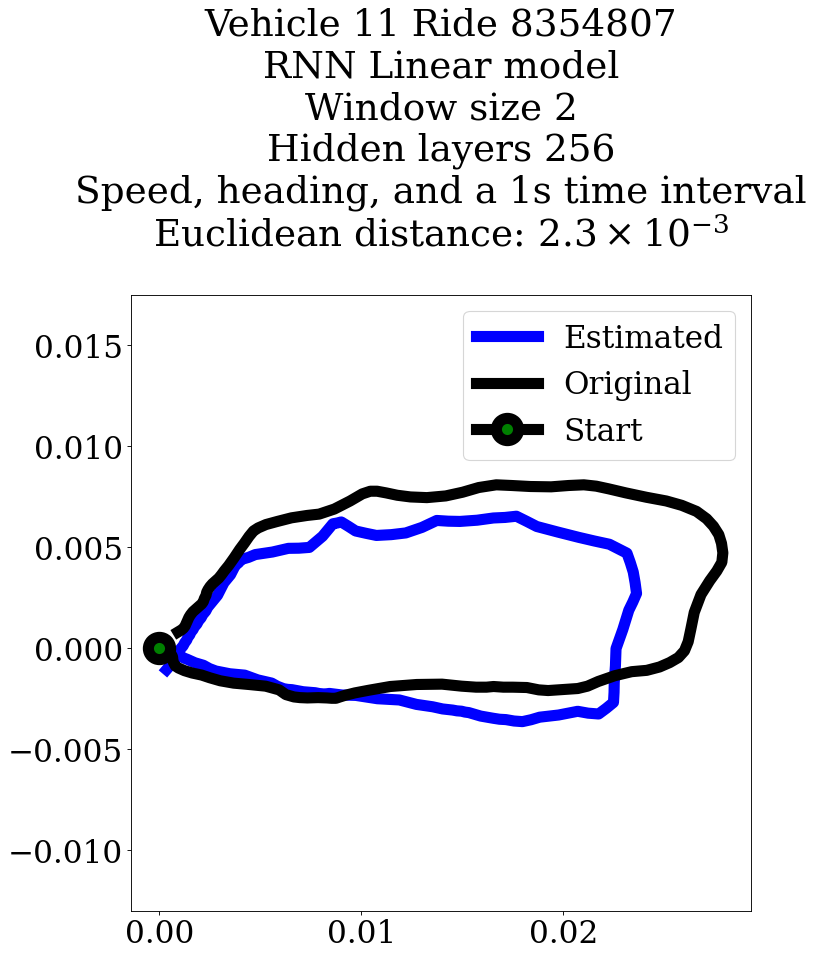 Vehicle 11 Ride 8354807
RNN Linear model
Window size 2
Hidden layers 256
Speed, heading, and a 1s time interval
Euclidean distance: 2.3 × 10⁻³
Estimated
Original
Start
0.015
0.010
0.005
0.000
−0.005
−0.010
0.00 0.01 0.02